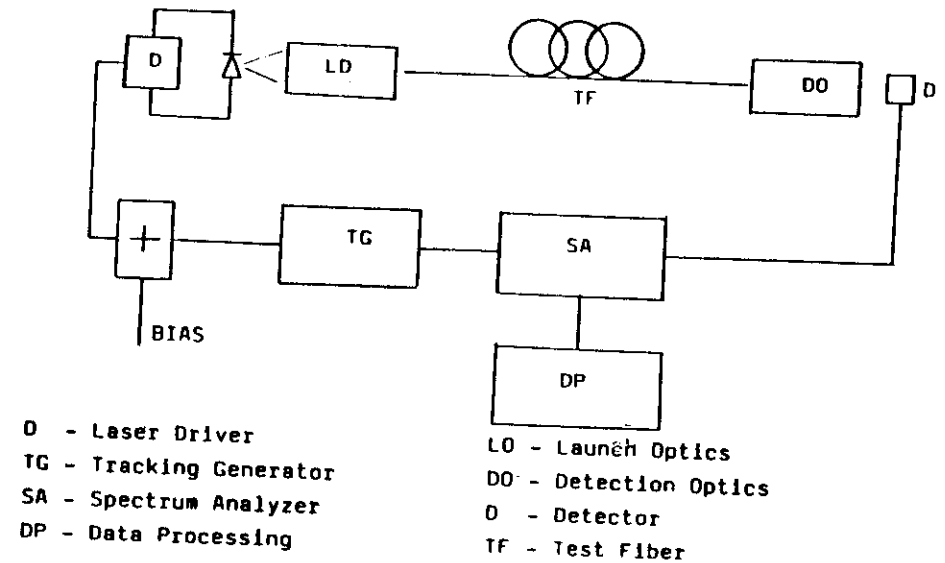 D
LD
TF
DO
D
TG
SA
BIAS
DP
D - Laser Driver
TG - Tracking Generator
SA - Spectrum Analyzer
DP - Data Processing
LO - Launch Optics
DO - Detection Optics
D - Detector
TF - Test Fiber